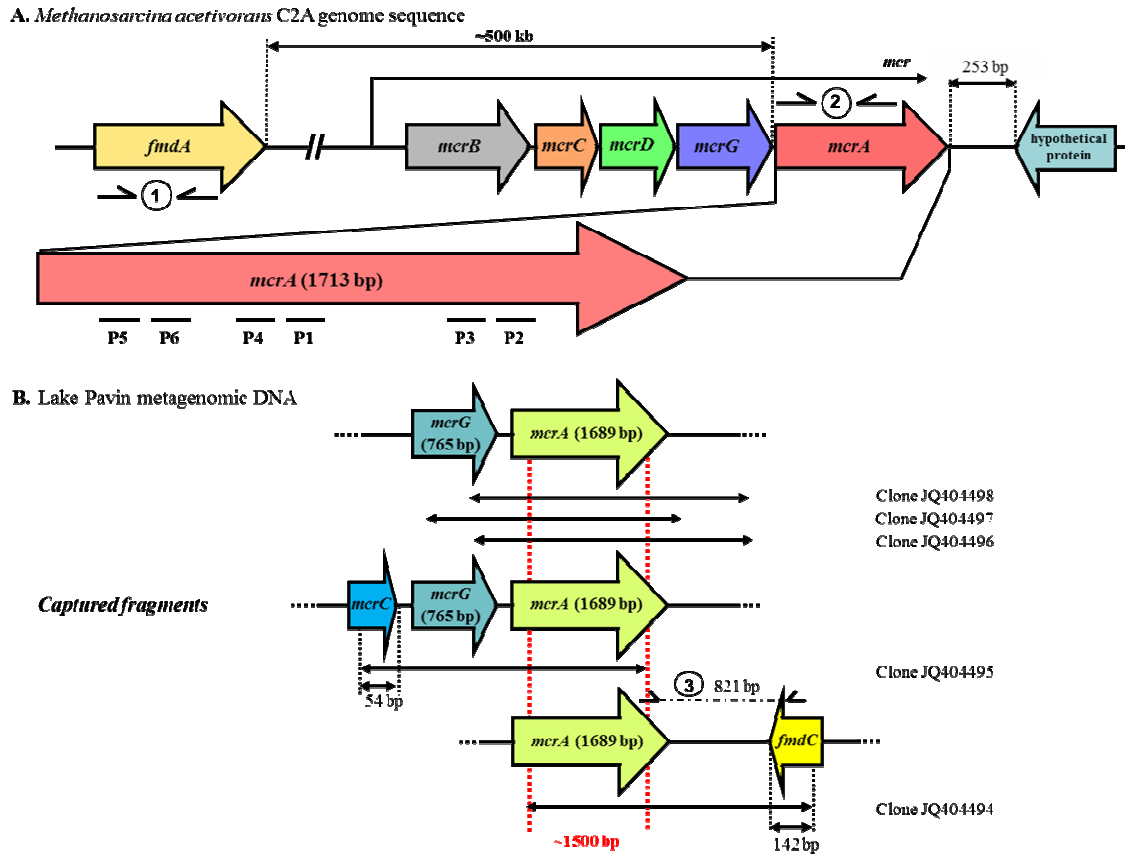 A. Methanosarcina acetivorans C2A genome sequence
~500 kb
mcr
253 bp
2
fmdA
mcrB
mcrC
mcrD
mcrG
mcrA
hypothetical
protein
1
mcrA (1713 bp)
P5 P6 P4 P1 P3 P2
B. Lake Pavin metagenomic DNA
mcrG
(765 bp)
mcrA (1689 bp)
Clone JQ404498
Clone JQ404497
Clone JQ404496
Captured fragments
mcrC
mcrG
(765 bp)
mcrA (1689 bp)
Clone JQ404495
3
821 bp
54 bp
mcrA (1689 bp)
fmdC
Clone JQ404494
~1500 bp
142 bp